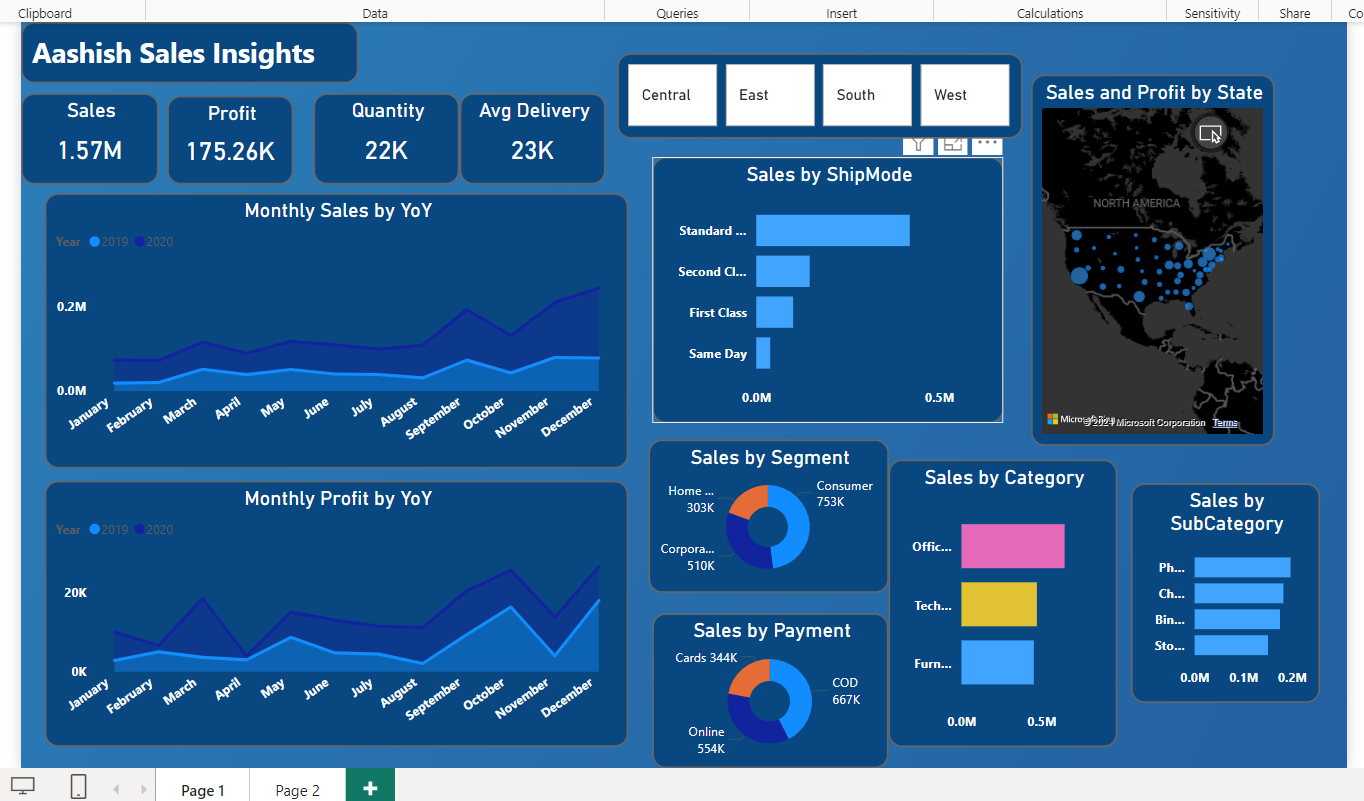 Clipboard
Data
Queries
Insert
Calculations
Sensitivity
Share
Co
Aashish Sales Insights
Sales
1.57M
Profit
175.26K
Quantity
22K
Avg Delivery
23K
Central
East
South
West
Monthly Sales by YoY
Year 2019 2020
0.2M
0.0M
January
February
March
April
May
June
July
August
September
October
November
December
Monthly Profit by YoY
Year 2019 2020
20K
0K
January
February
March
April
May
June
July
August
September
October
November
December
Sales by ShipMode
Standard ...
Second Cl...
First Class
Same Day
0.0M
0.5M
Sales and Profit by State
NORTH AMERICA
Microsoft Bing
© 2024 Microsoft Corporation Terms
Sales by Segment
Home ...
303K
Consumer
753K
Corpora...
510K
Sales by Payment
Cards 344K
COD
667K
Online
554K
Sales by Category
Offic...
Tech...
Furn...
0.0M
0.5M
Sales by
SubCategory
Ph...
Ch...
Bin...
Sto...
0.0M
0.1M
0.2M
Page 1
Page 2